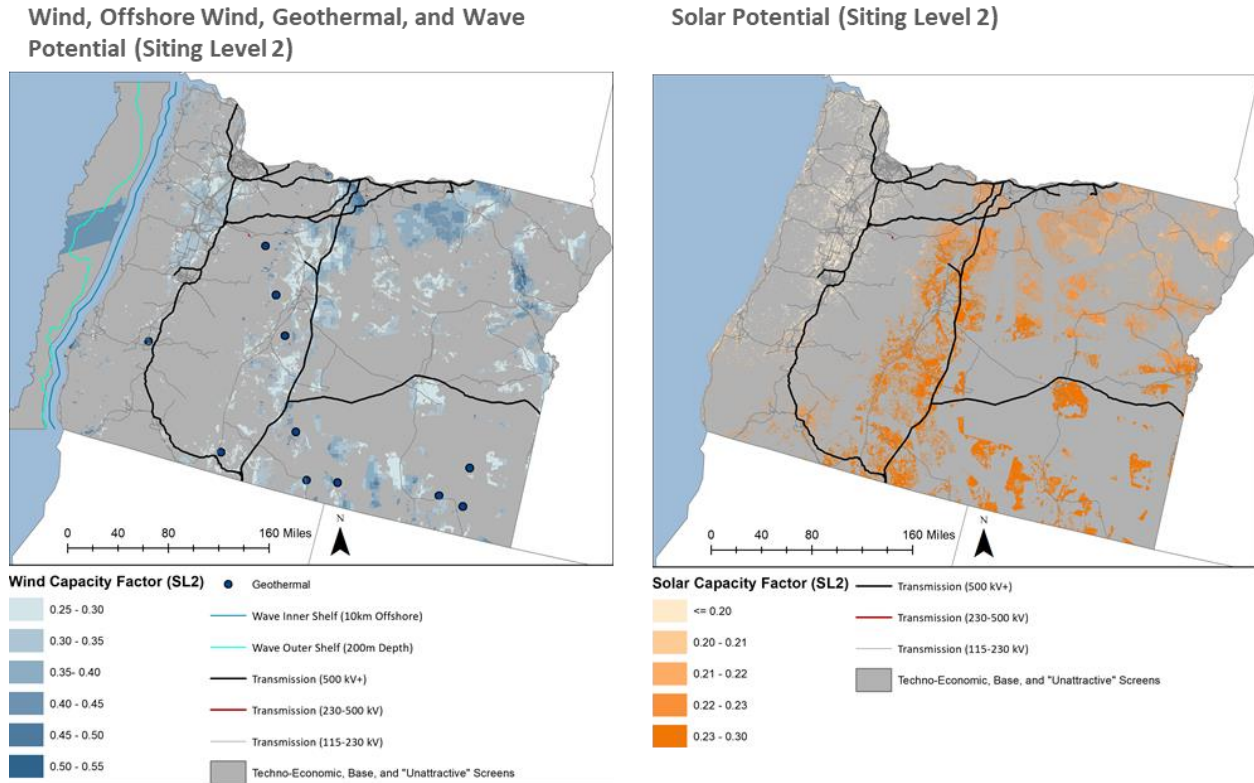 Wind, Offshore Wind, Geothermal, and Wave
Potential (Siting Level 2)
Solar Potential (Siting Level 2)
0 40 80 160 Miles
N
0 40 80 160 Miles
N
Wind Capacity Factor (SL2)
0.25 - 0.30
0.30 - 0.35
0.35- 0.40
0.40 - 0.45
0.45 - 0.50
0.50 - 0.55
Geothermal
Wave Inner Shelf (10km Offshore)
Wave Outer Shelf (200m Depth)
Transmission (500 kV+)
Transmission (230-500 kV)
Transmission (115-230 kV)
Techno-Economic, Base, and "Unattractive" Screens
Solar Capacity Factor (SL2)
<= 0.20
0.20 - 0.21
0.21 - 0.22
0.22 - 0.23
0.23 - 0.30
Transmission (500 kV+)
Transmission (230-500 kV)
Transmission (115-230 kV)
Techno-Economic, Base, and "Unattractive" Screens